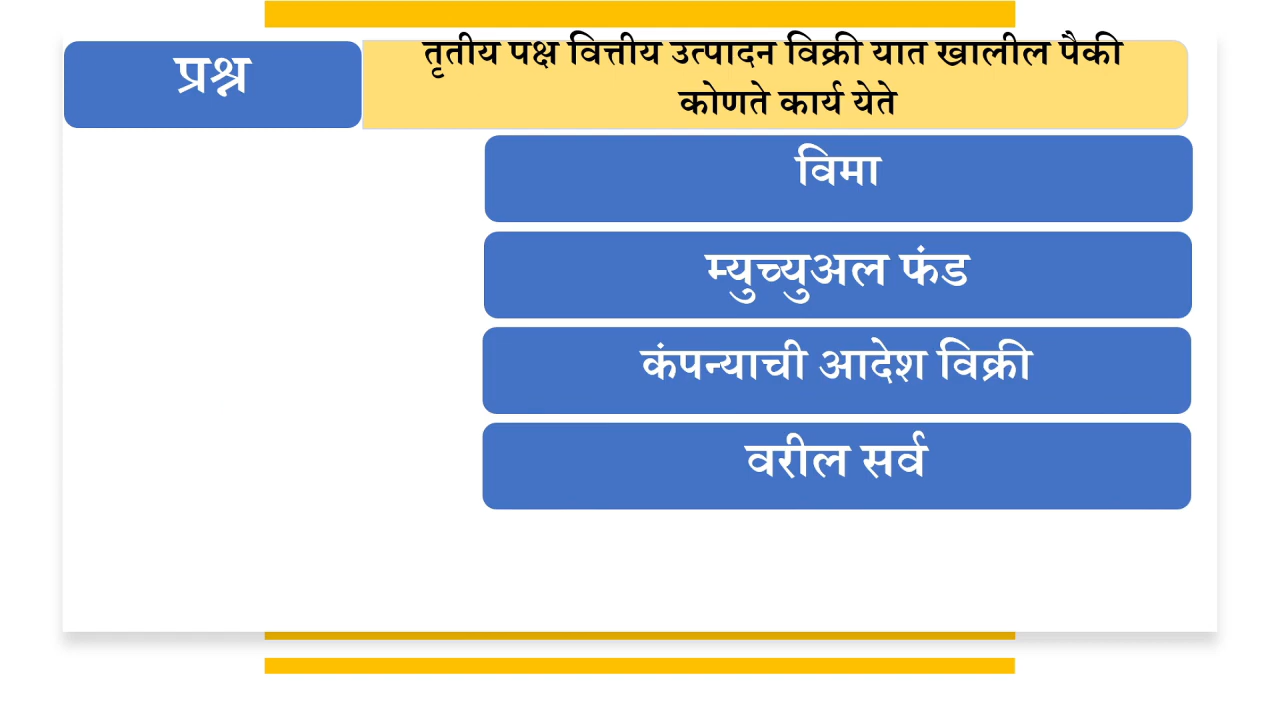 प्रश्न
तृतीय पक्ष वित्तीय उत्पादन विक्री यात खालील पैकी
कोणते कार्य येते
विमा
म्युच्युअल फंड
कंपन्याची आदेश विक्री
वरील सर्व